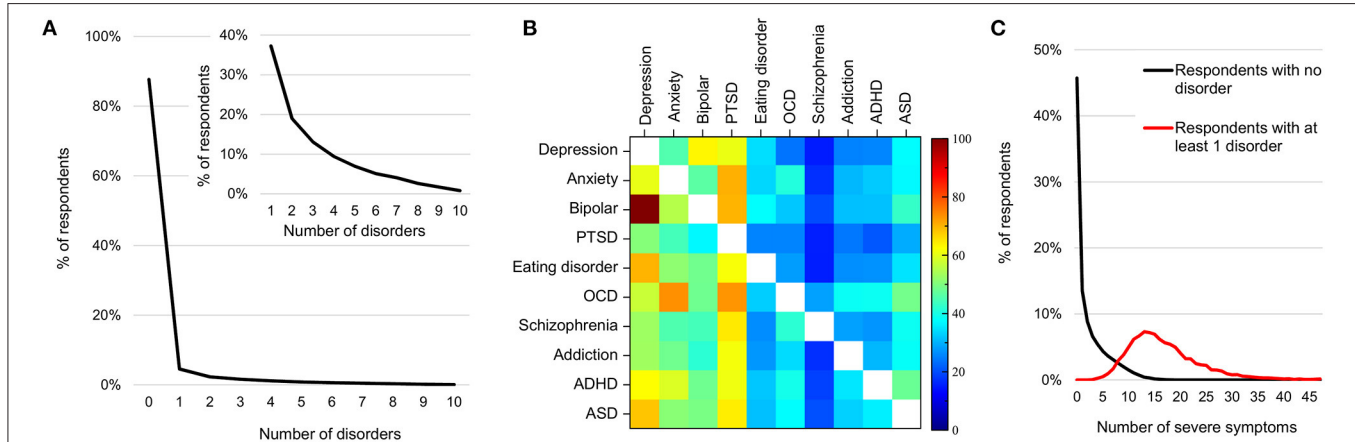 A
100%
80%
60%
40%
20%
0%
% of respondents
0 1 2 3 4 5 6 7 8 9 10
Number of disorders
40%
30%
20%
10%
0%
% of respondents
1 2 3 4 5 6 7 8 9 10
Number of disorders
B
Depression
Anxiety
Bipolar
PTSD
Eating disorder
OCD
Schizophrenia
Addiction
ADHD
ASD
Depression
Anxiety
Bipolar
PTSD
Eating disorder
OCD
Schizophrenia
Addiction
ADHD
ASD
100
80
60
40
20
0
C
50%
40%
30%
20%
10%
0%
% of respondents
Respondents with no
disorder
Respondents with at
least 1 disorder
0 5 10 15 20 25 30 35 40 45
Number of severe symptoms